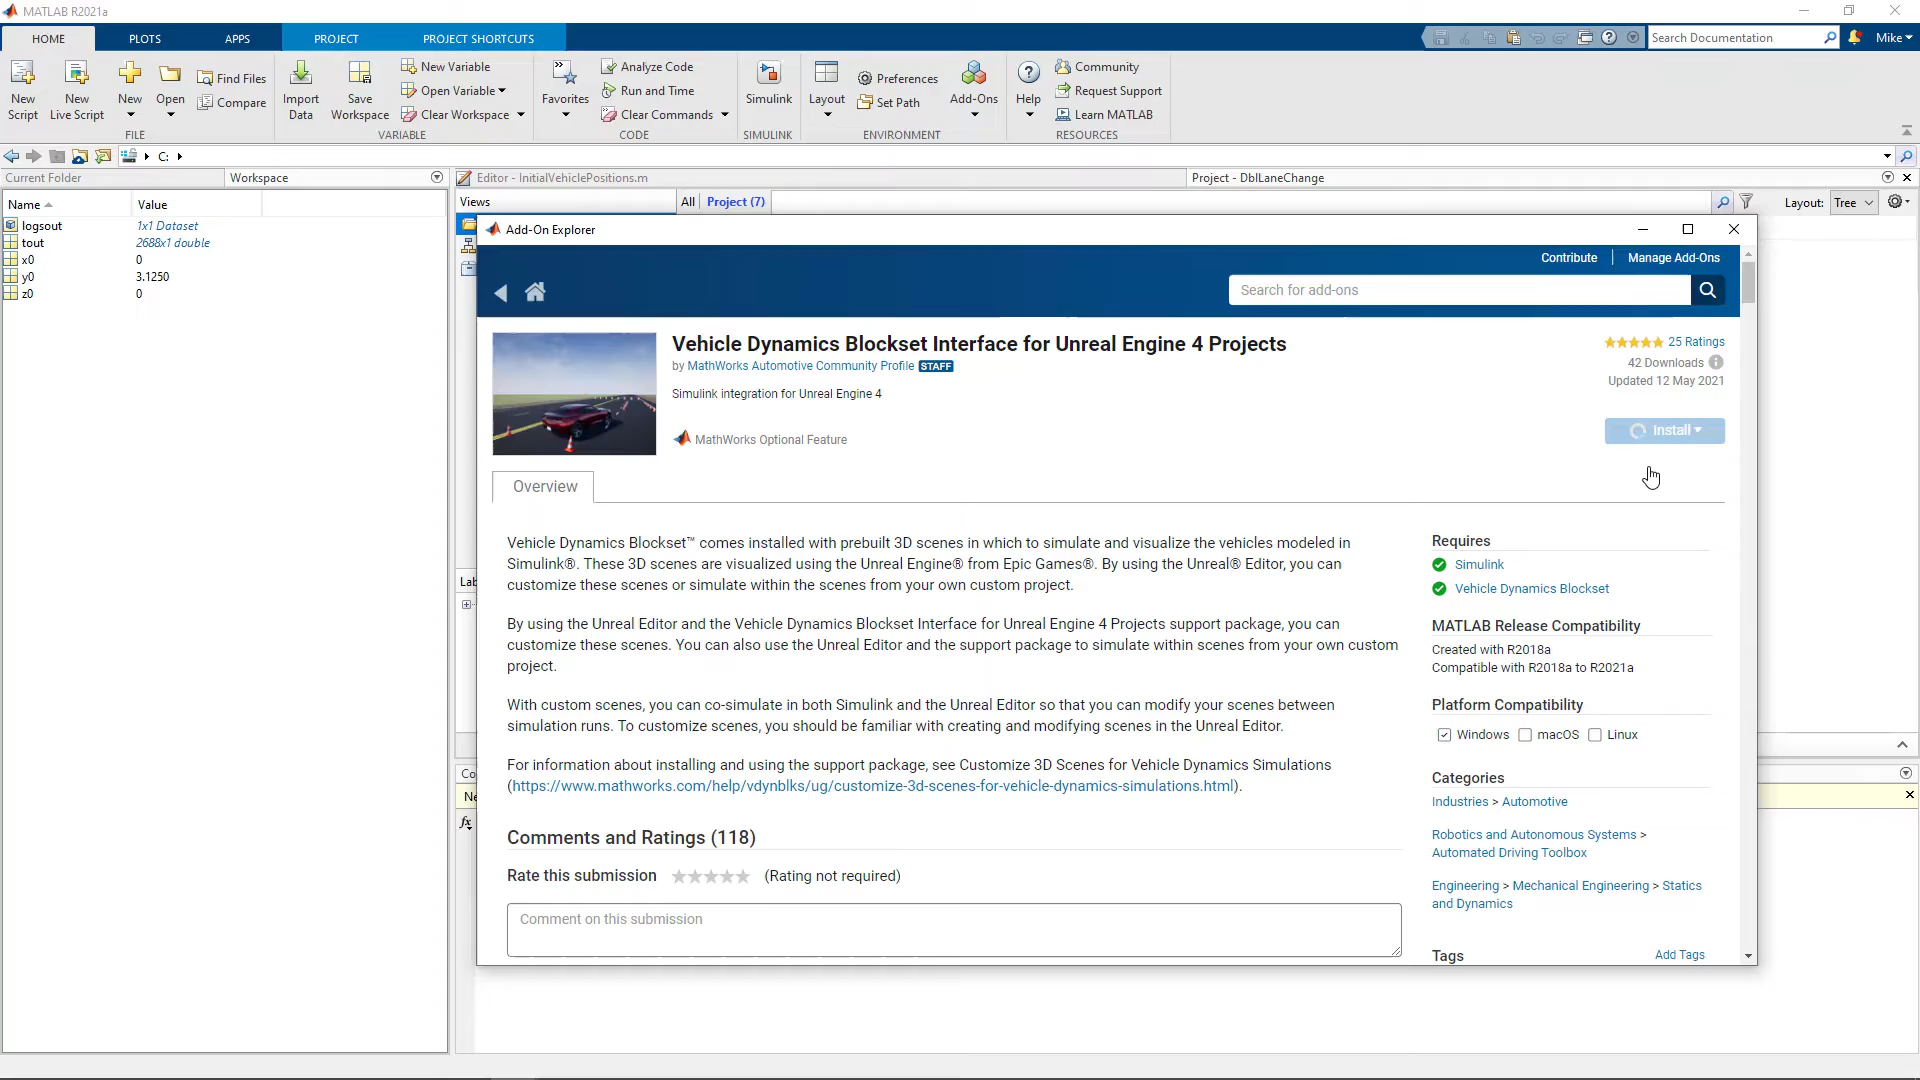 MATLAB R2021a
HOME PLOTS APPS PROJECT PROJECT SHORTCUTS
Search Documentation
Mike
New Script
New Live Script
New
Open
Find Files
Compare
FILE
Import Data
Save Workspace
New Variable
Open Variable
Clear Workspace
VARIABLE
Favorites
Analyze Code
Run and Time
Clear Commands
CODE
Simulink
SIMULINK
Layout
Preferences
Set Path
Add-Ons
ENVIRONMENT
Help
Community
Request Support
Learn MATLAB
RESOURCES
C:
Current Folder
Workspace
Name Value
logsout 1x1 Dataset
tout 2688x1 double
x0 0
y0 3.1250
z0 0
Editor - InitialVehiclePositions.m
Project - DblLaneChange
Views
All Project (7)
Layout: Tree
Lab
Co
Ne
fx
Add-On Explorer
Contribute | Manage Add-Ons
Search for add-ons
Vehicle Dynamics Blockset Interface for Unreal Engine 4 Projects
by MathWorks Automotive Community Profile STAFF
Simulink integration for Unreal Engine 4
MathWorks Optional Feature
25 Ratings
42 Downloads
Updated 12 May 2021
Install
Overview
Vehicle Dynamics Blockset™ comes installed with prebuilt 3D scenes in which to simulate and visualize the vehicles modeled in
Simulink®. These 3D scenes are visualized using the Unreal Engine® from Epic Games®. By using the Unreal® Editor, you can
customize these scenes or simulate within the scenes from your own custom project.
By using the Unreal Editor and the Vehicle Dynamics Blockset Interface for Unreal Engine 4 Projects support package, you can
customize these scenes. You can also use the Unreal Editor and the support package to simulate within scenes from your own custom
project.
With custom scenes, you can co-simulate in both Simulink and the Unreal Editor so that you can modify your scenes between
simulation runs. To customize scenes, you should be familiar with creating and modifying scenes in the Unreal Editor.
For information about installing and using the support package, see Customize 3D Scenes for Vehicle Dynamics Simulations
(https://www.mathworks.com/help/vdynblks/ug/customize-3d-scenes-for-vehicle-dynamics-simulations.html).
Comments and Ratings (118)
Rate this submission (Rating not required)
Comment on this submission
Requires
Simulink
Vehicle Dynamics Blockset
MATLAB Release Compatibility
Created with R2018a
Compatible with R2018a to R2021a
Platform Compatibility
Windows macOS Linux
Categories
Industries > Automotive
Robotics and Autonomous Systems >
Automated Driving Toolbox
Engineering > Mechanical Engineering > Statics
and Dynamics
Tags Add Tags